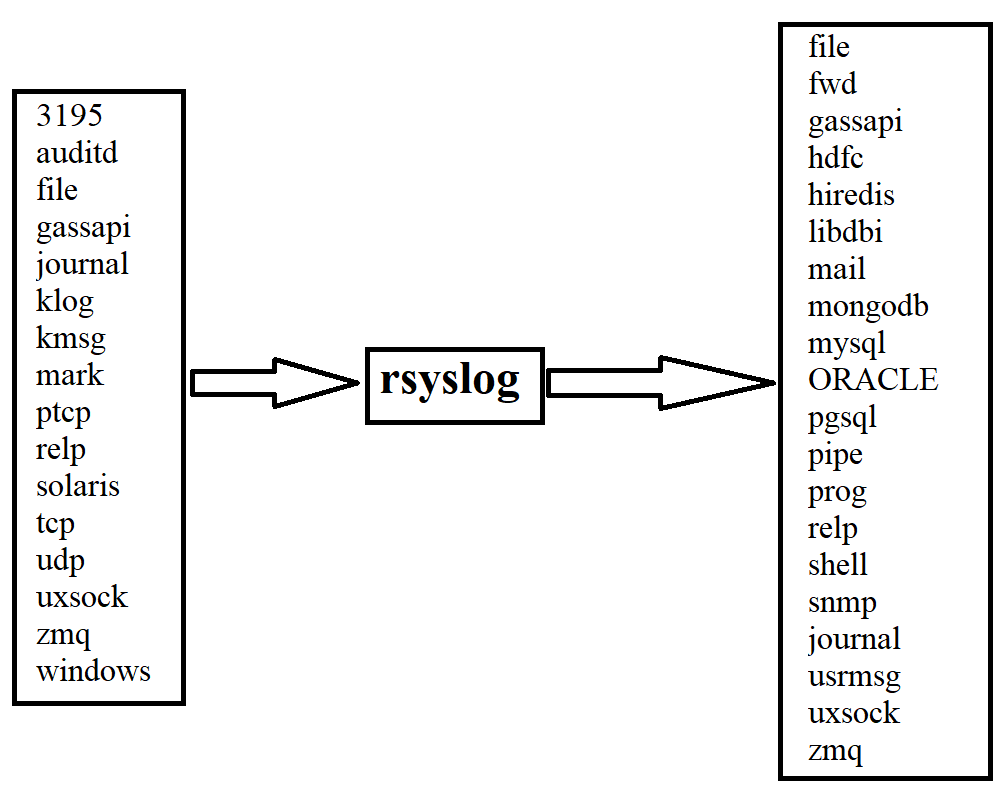 3195
auditd
file
gassapi
journal
klog
kmsg
mark
ptcp
relp
solaris
tcp
udp
uxsock
zmq
windows
rsyslog
file
fwd
gassapi
hdfc
hiredis
libdbi
mail
mongodb
mysql
ORACLE
pgsql
pipe
prog
relp
shell
snmp
journal
usrmsg
uxsock
zmq